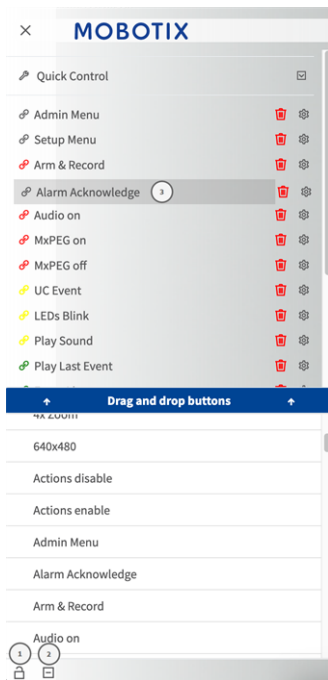 MOBOTIX
Quick Control
Admin Menu
Setup Menu
Arm & Record
Alarm Acknowledge 3
Audio on
MxPEG on
MxPEG off
UC Event
LEDs Blink
Play Sound
Play Last Event
Drag and drop buttons
4x Zoom
640x480
Actions disable
Actions enable
Admin Menu
Alarm Acknowledge
Arm & Record
Audio on
1 2